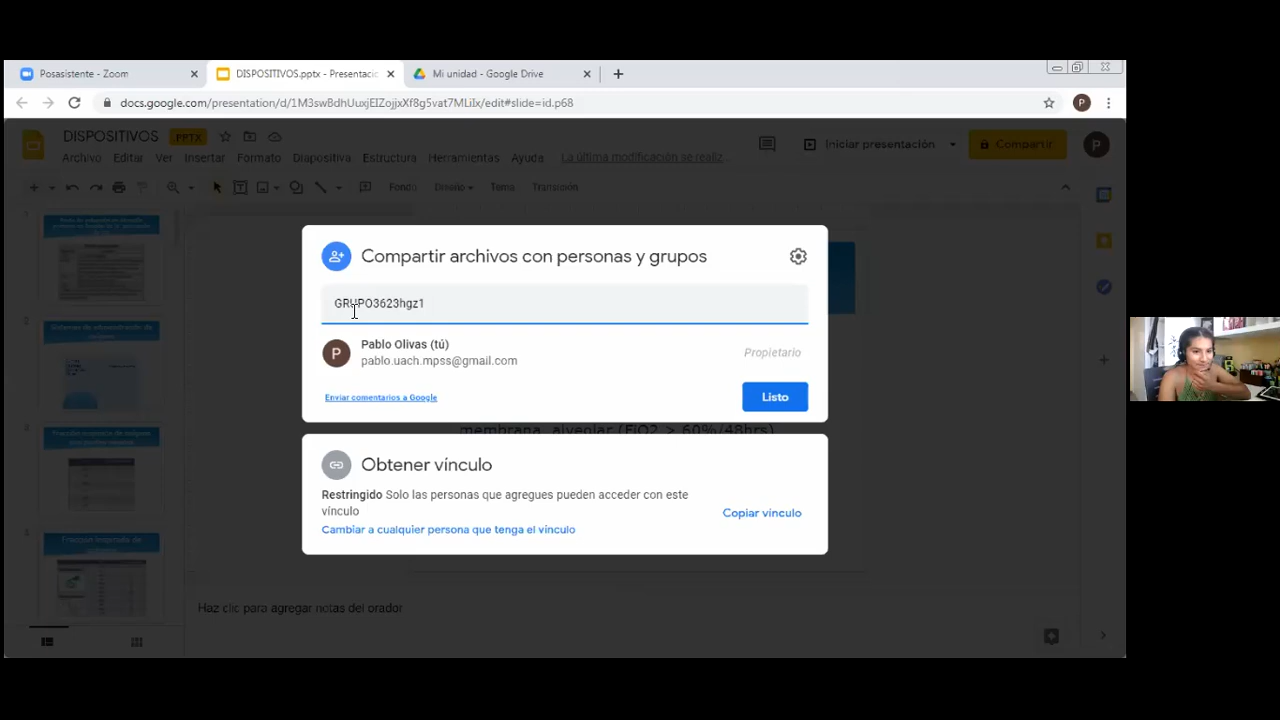 Posasistente - Zoom
DISPOSITIVOS.pptx - Presentacio
Mi unidad - Google Drive
docs.google.com/presentation/d/1M3swBdhUuxjEIZojjxXf8g5vat7MLiIx/edit#slide=id.p68
P
DISPOSITIVOS
PPTX
Iniciar presentación
Compartir
P
Archivo Editar Ver Insertar Formato Diapositiva Estructura Herramientas Ayuda
La última modificación se realiz...
Fondo Diseño Tema Transición
Compartir archivos con personas y grupos
GRUPO3623hgz1
P
Pablo Olivas (tú)
pablo.uach.mpss@gmail.com
Propietario
Enviar comentarios a Google
Listo
membrana alveolar (FiO2 > 60%/48hrs)
Obtener vínculo
Restringido Solo las personas que agregues pueden acceder con este
vínculo
Copiar vínculo
Cambiar a cualquier persona que tenga el vínculo
Haz clic para agregar notas del orador